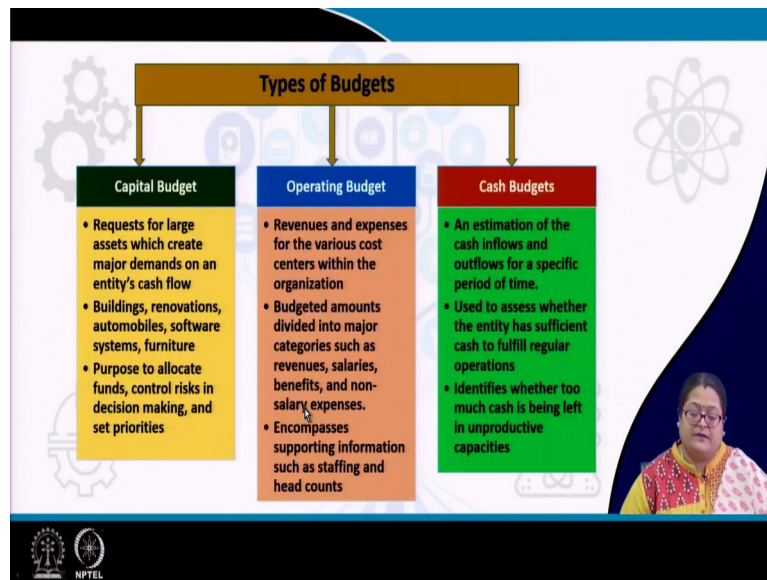 Types of Budgets
Capital Budget
• Requests for large
assets which create
major demands on an
entity's cash flow
• Buildings, renovations,
automobiles, software
systems, furniture
• Purpose to allocate
funds, control risks in
decision making, and
set priorities
Operating Budget
• Revenues and expenses
for the various cost
centers within the
organization
• Budgeted amounts
divided into major
categories such as
revenues, salaries,
benefits, and non-
salary expenses.
• Encompasses
supporting information
such as staffing and
head counts
Cash Budgets
• An estimation of the
cash inflows and
outflows for a specific
period of time.
• Used to assess whether
the entity has sufficient
cash to fulfill regular
operations
• Identifies whether too
much cash is being left
in unproductive
capacities
NPTEL